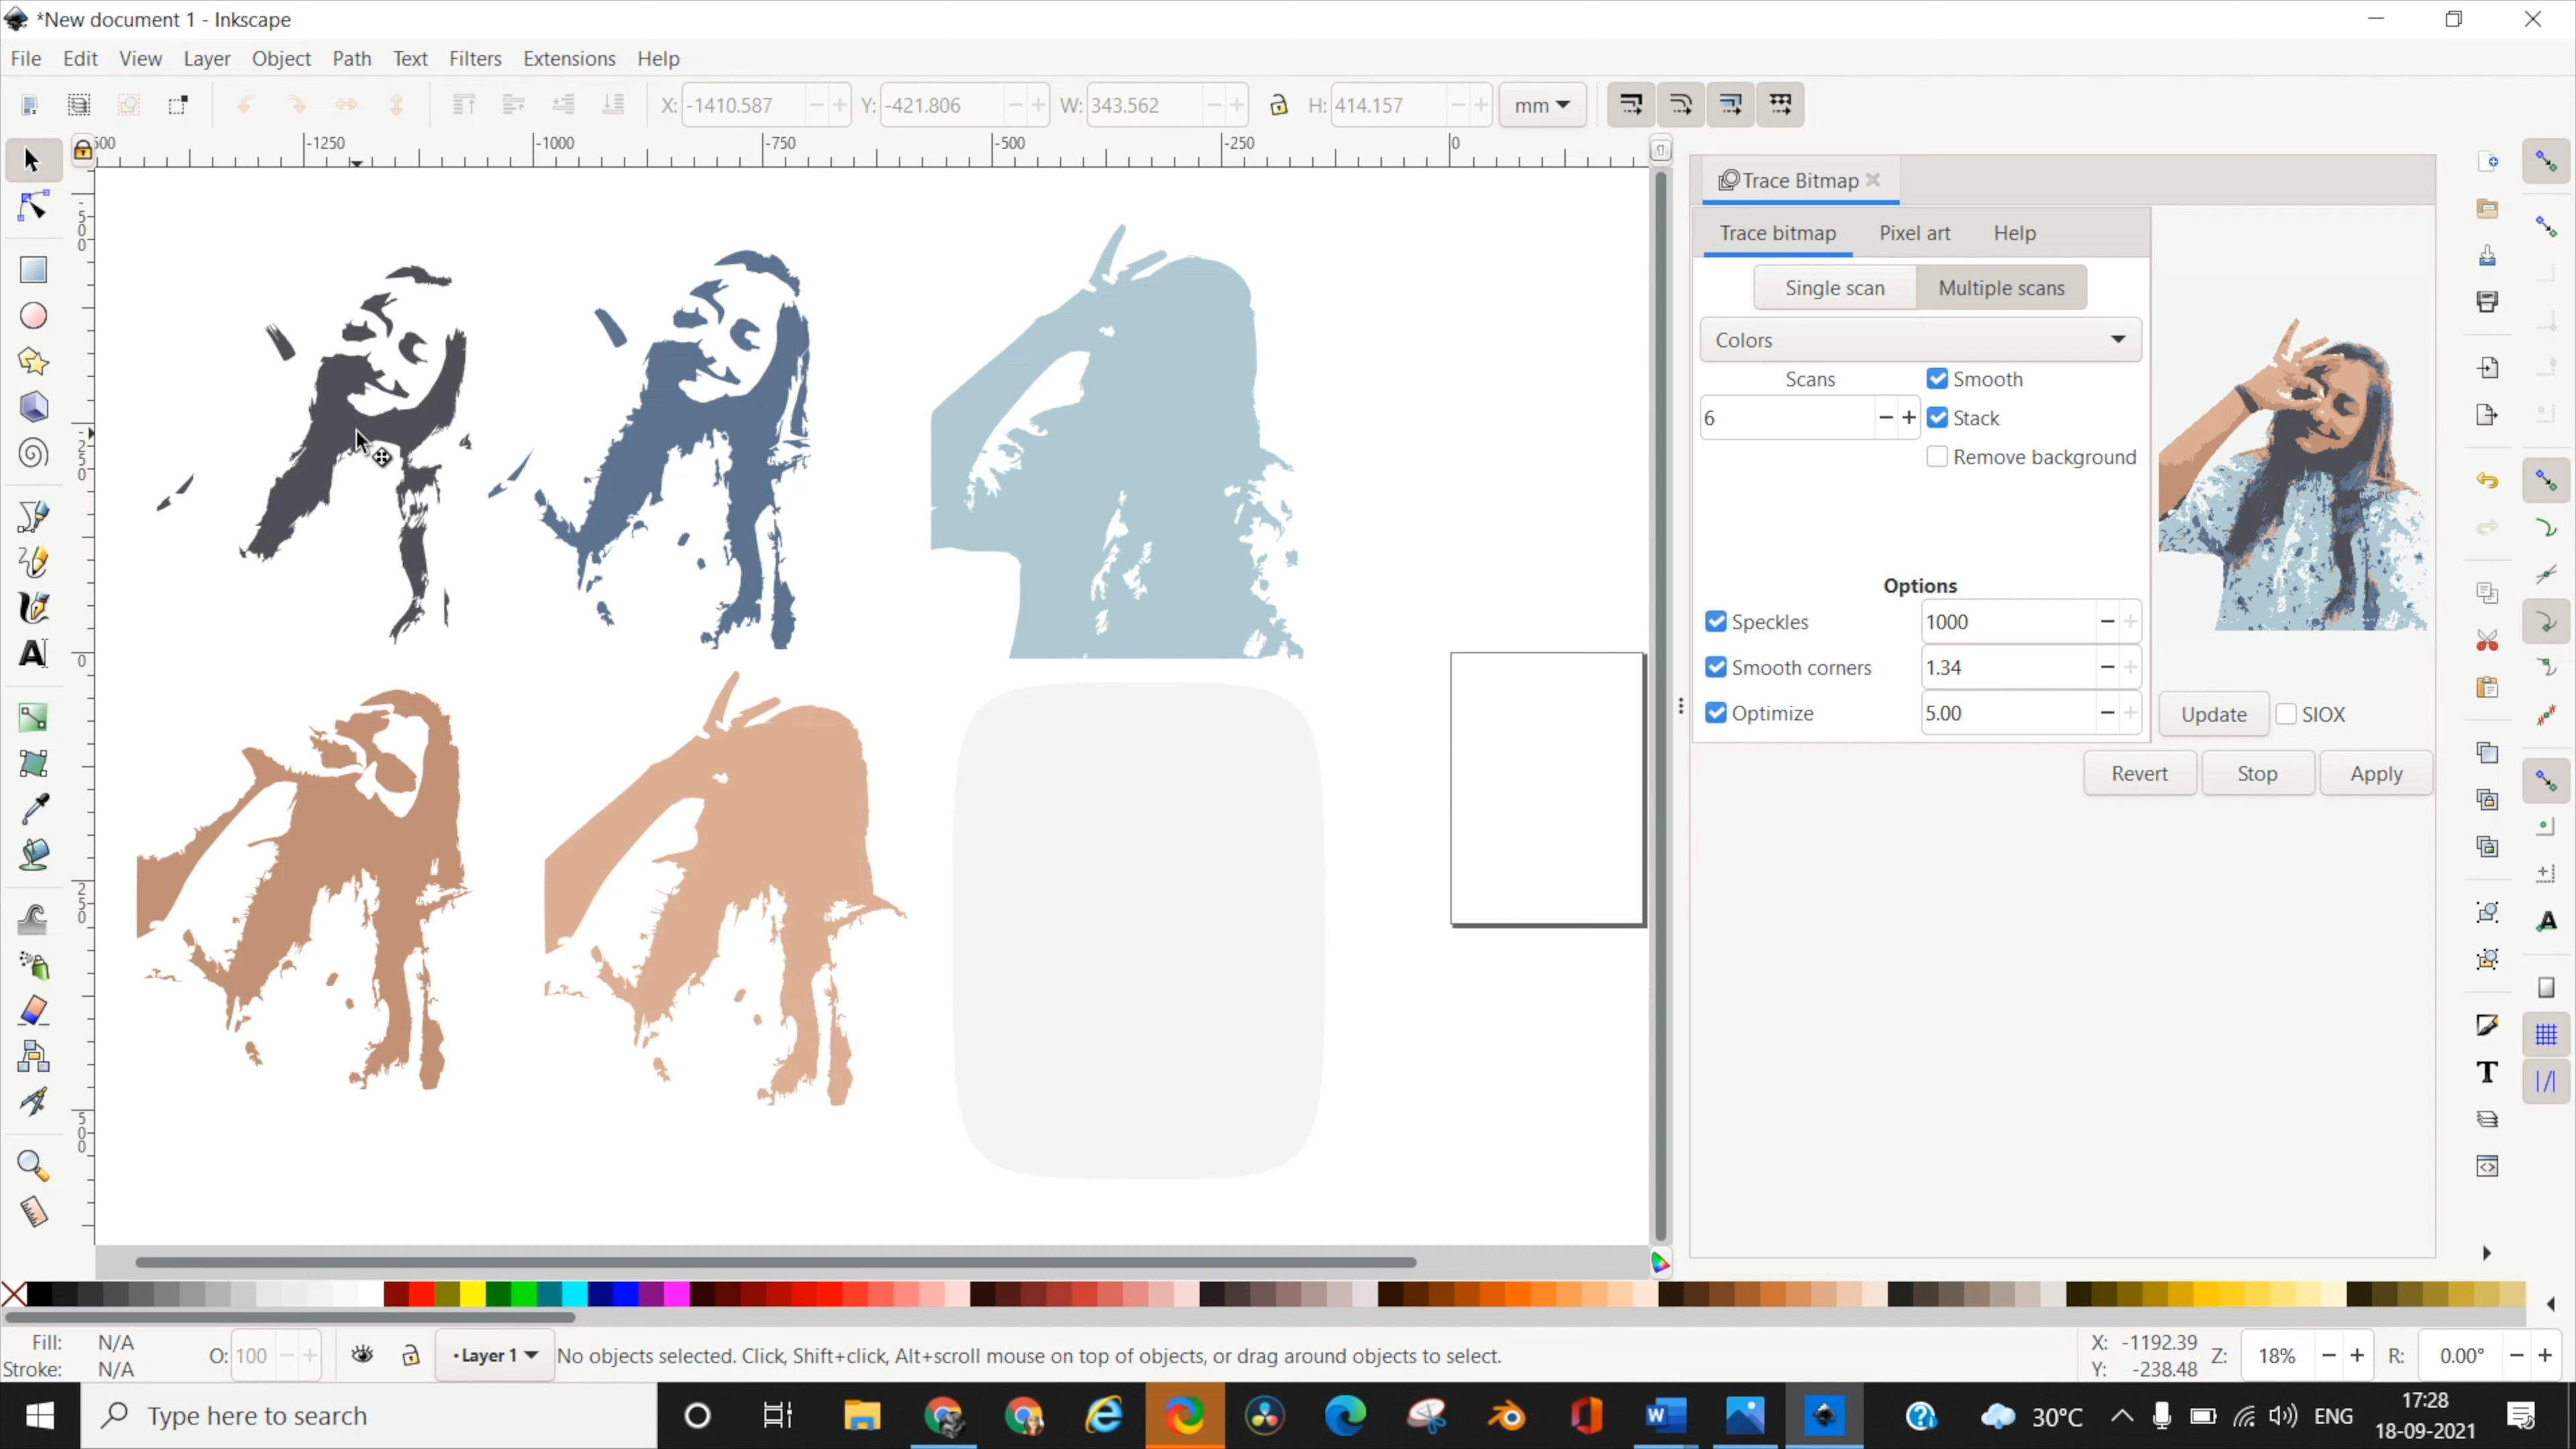 *New document 1 - Inkscape
File Edit View Layer Object Path Text Filters Extensions Help
X: -1410.587 Y: -421.806 W: 343.562 H: 414.157 mm
-1250 -1000 -750 -500 -250 0
Trace Bitmap
Trace bitmap Pixel art Help
Single scan Multiple scans
Colors
Scans Smooth
6 Stack
Remove background
Options
Speckles 1000
Smooth corners 1.34
Optimize 5.00
Update SIOX
Revert Stop Apply
Fill: N/A
Stroke: N/A
O: 100
•Layer 1
No objects selected. Click, Shift+click, Alt+scroll mouse on top of objects, or drag around objects to select.
X: -1192.39
Y: -238.48
Z: 18% R: 0.00°
Type here to search
30°C ENG
17:28
18-09-2021